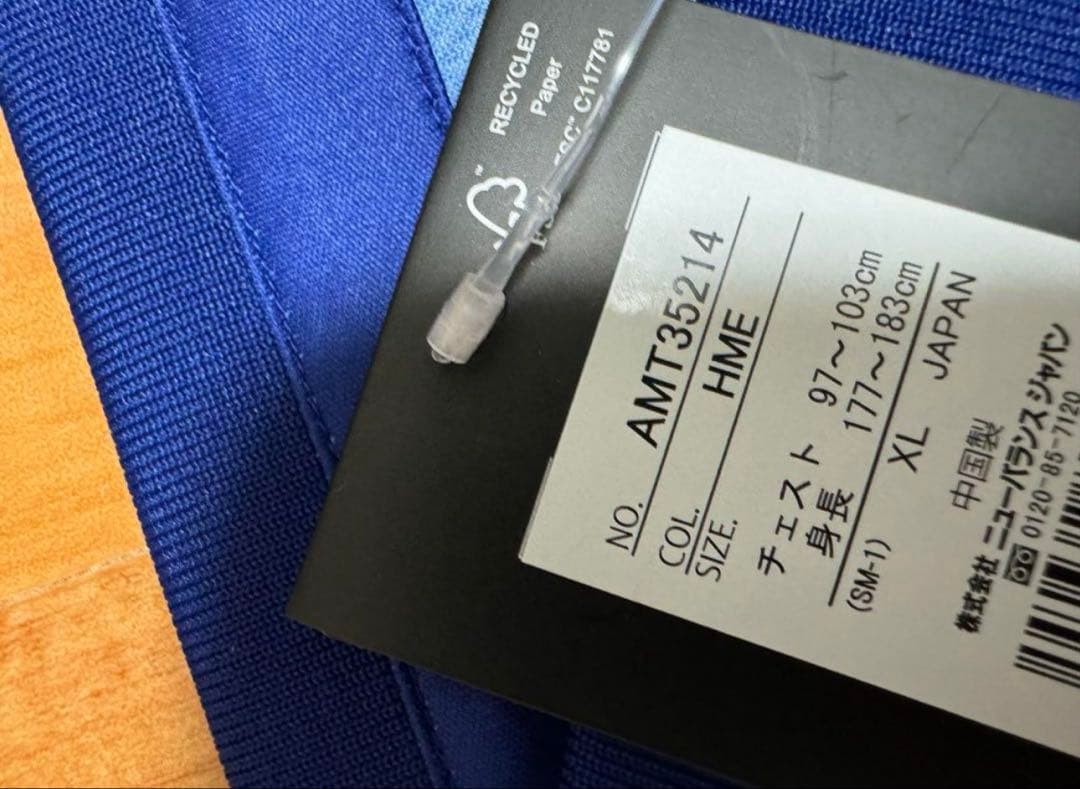 RECYCLED
Paper
C117781
NO. AMT35214
COL. HME
SIZE.
チェスト 97～103cm
身長 177～183cm
(SM-1) XL JAPAN
中国製
株式会社 ニューバランス ジャパン
0120-85-7120